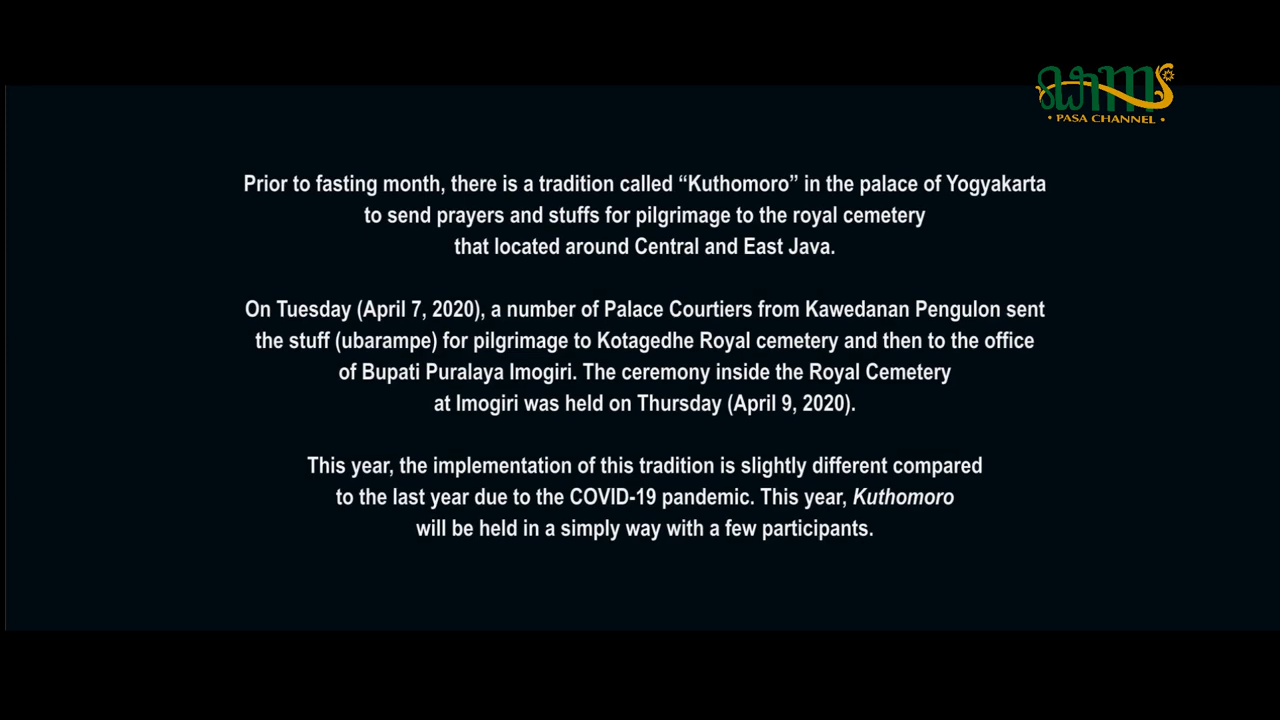 • PASA CHANNEL •
Prior to fasting month, there is a tradition called “Kuthomoro” in the palace of Yogyakarta
to send prayers and stuffs for pilgrimage to the royal cemetery
that located around Central and East Java.
On Tuesday (April 7, 2020), a number of Palace Courtiers from Kawedanan Pengulon sent
the stuff (ubarampe) for pilgrimage to Kotagedhe Royal cemetery and then to the office
of Bupati Puralaya Imogiri. The ceremony inside the Royal Cemetery
at Imogiri was held on Thursday (April 9, 2020).
This year, the implementation of this tradition is slightly different compared
to the last year due to the COVID-19 pandemic. This year, Kuthomoro
will be held in a simply way with a few participants.